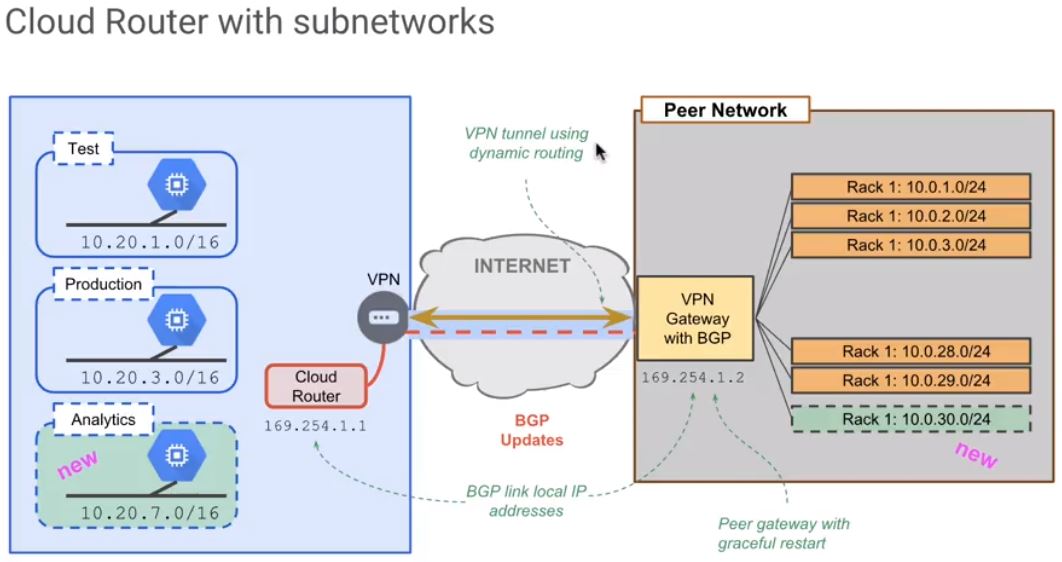 Cloud Router with subnetworks
Test
10.20.1.0/16
Production
10.20.3.0/16
Analytics
new
10.20.7.0/16
VPN
Cloud
Router
169.254.1.1
VPN tunnel using
dynamic routing
INTERNET
BGP
Updates
BGP link local IP
addresses
Peer Network
VPN
Gateway
with BGP
169.254.1.2
Rack 1: 10.0.1.0/24
Rack 1: 10.0.2.0/24
Rack 1: 10.0.3.0/24
Rack 1: 10.0.28.0/24
Rack 1: 10.0.29.0/24
Rack 1: 10.0.30.0/24
new
Peer gateway with
graceful restart